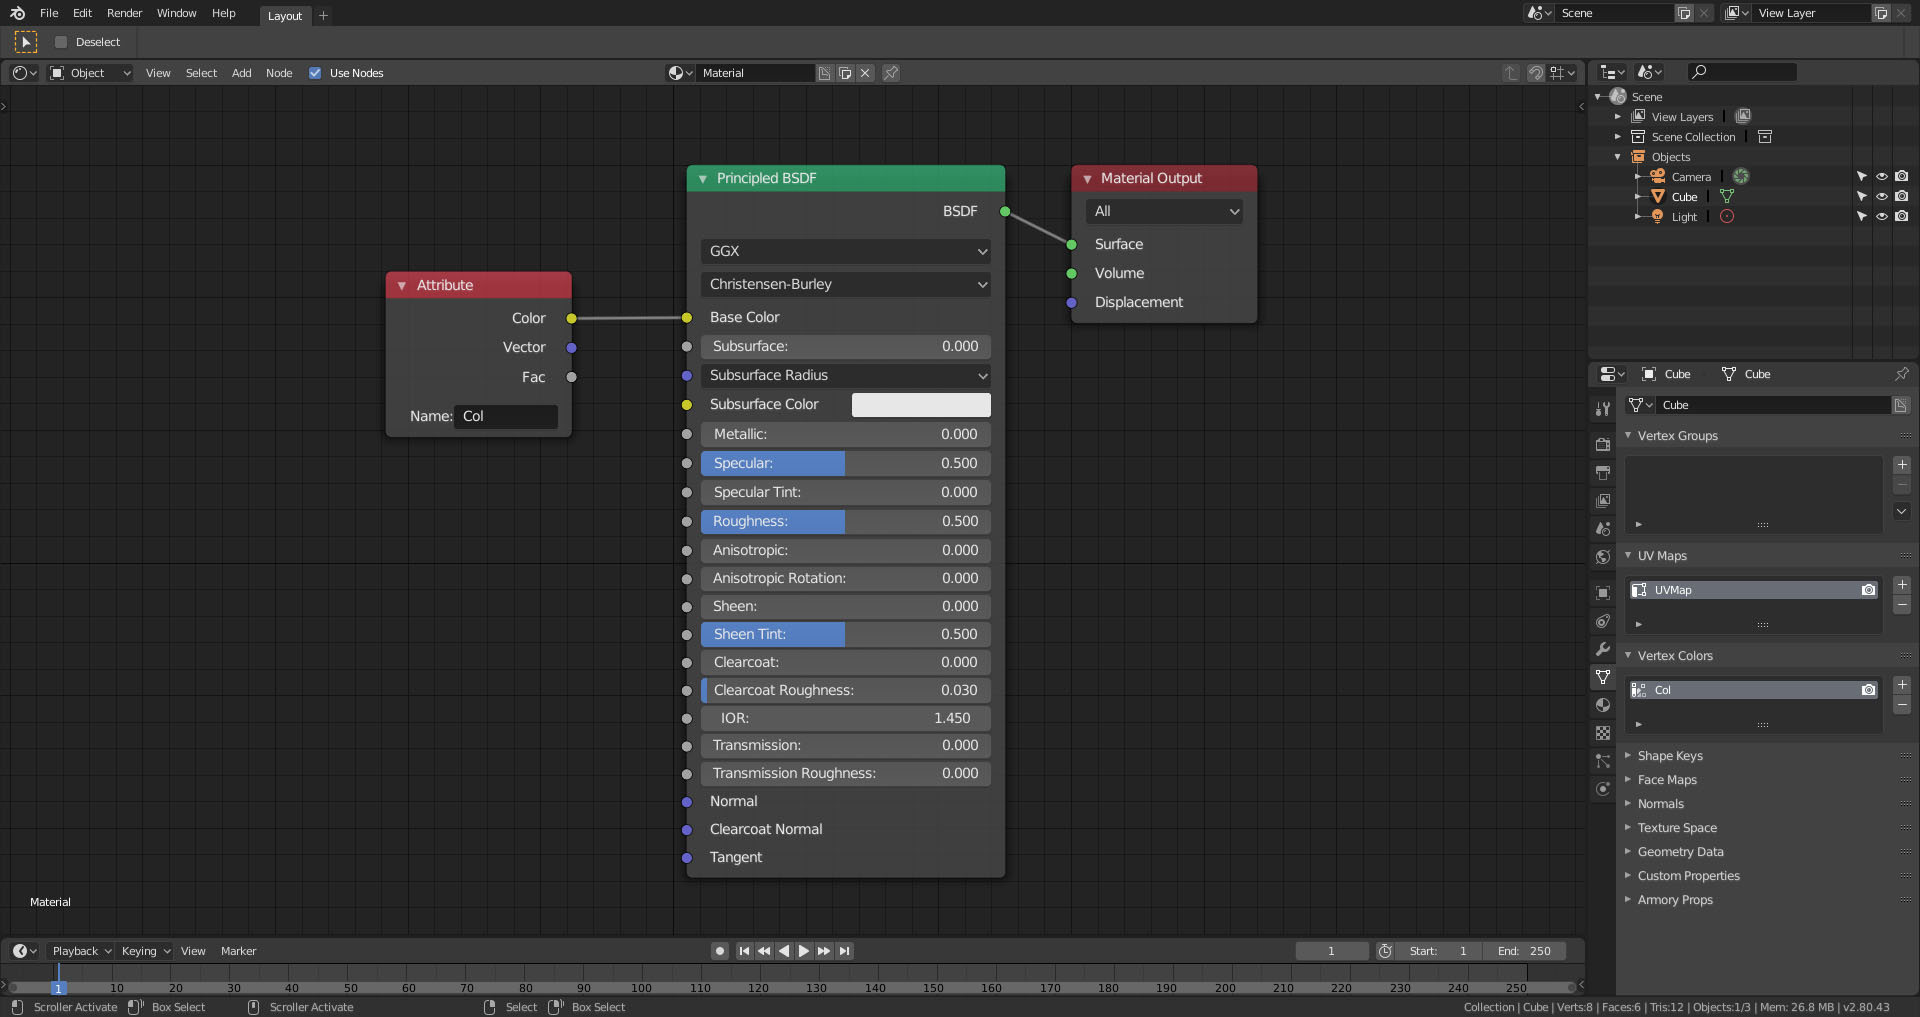 File Edit Render Window Help Layout + Scene View Layer
Deselect
Object View Select Add Node Use Nodes Material
Scene
View Layers
Scene Collection
Objects
Camera
Cube
Light
Principled BSDF
BSDF
GGX
Christensen-Burley
Base Color
Subsurface: 0.000
Subsurface Radius
Subsurface Color
Metallic: 0.000
Specular: 0.500
Specular Tint: 0.000
Roughness: 0.500
Anisotropic: 0.000
Anisotropic Rotation: 0.000
Sheen: 0.000
Sheen Tint: 0.500
Clearcoat: 0.000
Clearcoat Roughness: 0.030
IOR: 1.450
Transmission: 0.000
Transmission Roughness: 0.000
Normal
Clearcoat Normal
Tangent
Material Output
All
Surface
Volume
Displacement
Attribute
Color
Vector
Fac
Name: Col
Cube Cube
Cube
Vertex Groups
UV Maps
UVMap
Vertex Colors
Col
Shape Keys
Face Maps
Normals
Texture Space
Geometry Data
Custom Properties
Armory Props
Material
Playback Keying View Marker 1 Start: 1 End: 250
1 10 20 30 40 50 60 70 80 90 100 110 120 130 140 150 160 170 180 190 200 210 220 230 240 250
Scroller Activate Box Select Scroller Activate Select Box Select Collection | Cube | Verts:8 | Faces:6 | Tris:12 | Objects:1/3 | Mem: 26.8 MB | v2.80.43